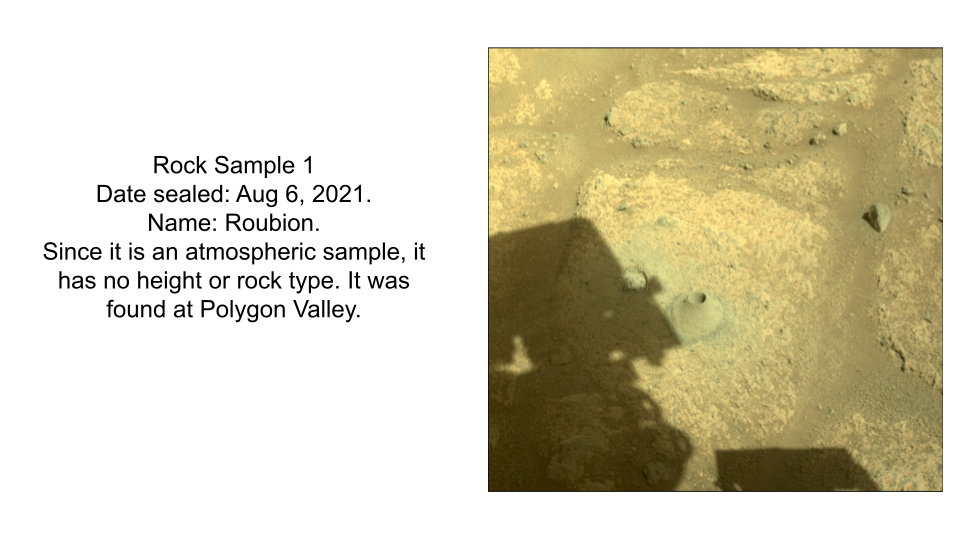 Rock Sample 1
Date sealed: Aug 6, 2021.
Name: Roubion.
Since it is an atmospheric sample, it
has no height or rock type. It was
found at Polygon Valley.